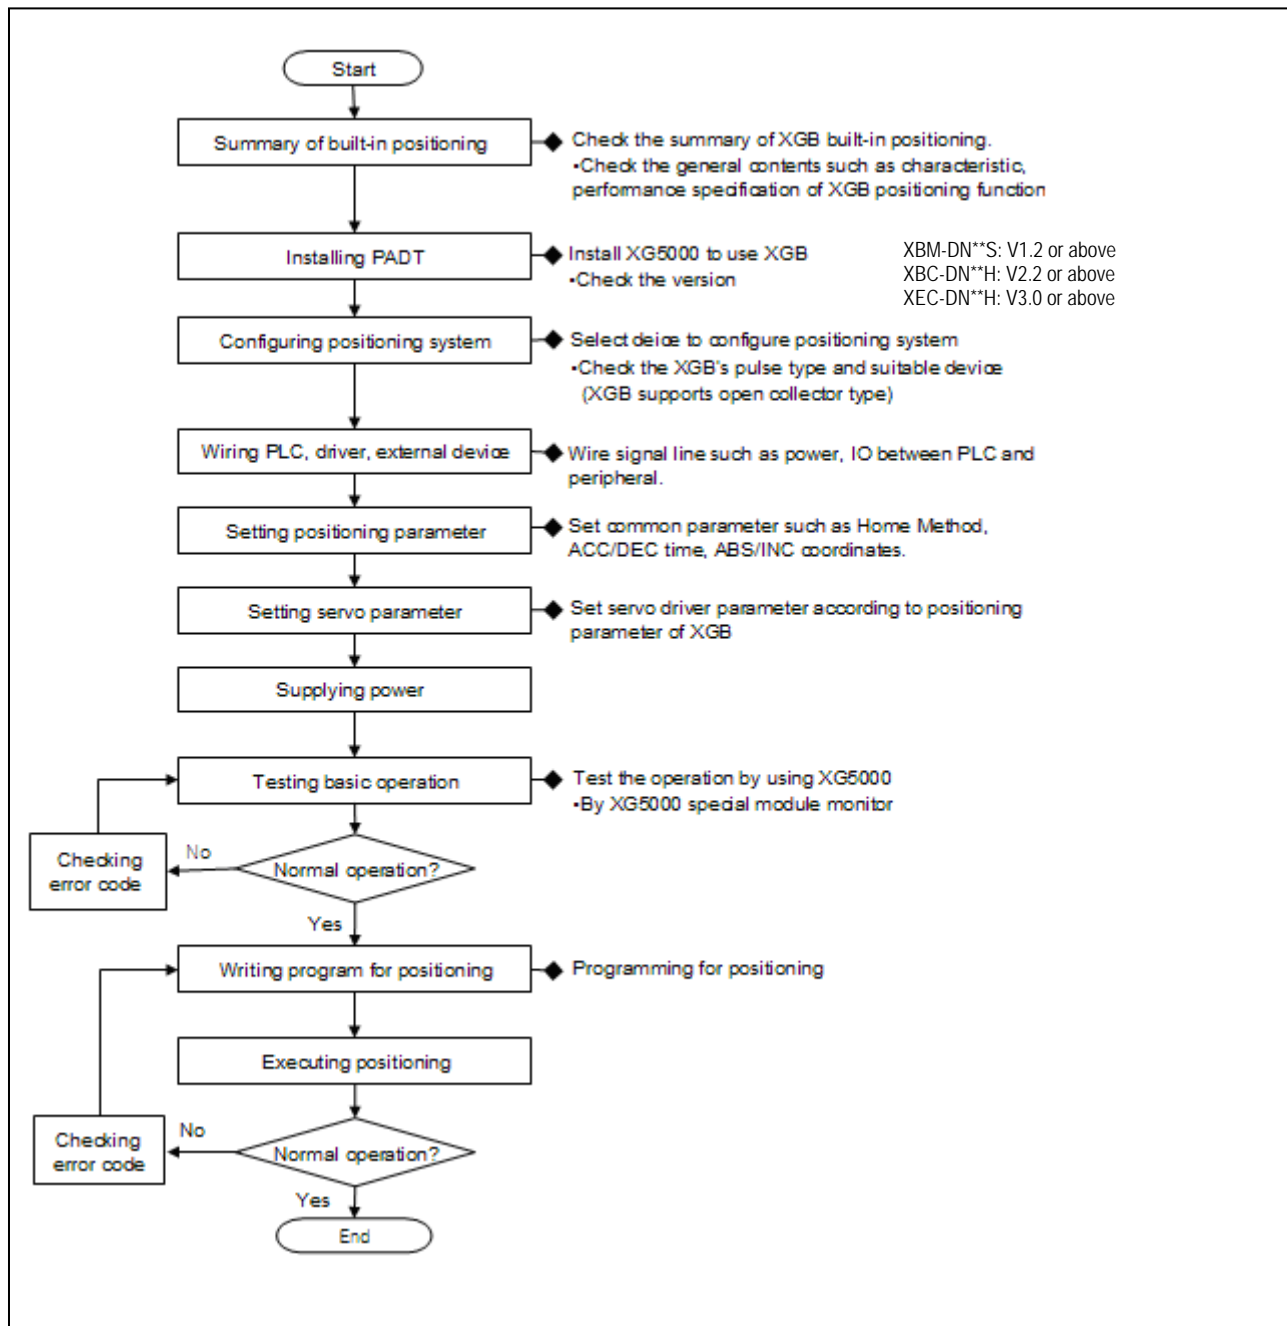 Start
Summary of built-in positioning
Check the summary of XGB built-in positioning.
•Check the general contents such as characteristic,
performance specification of XGB positioning function
Installing PADT
Install XG5000 to use XGB
•Check the version
XBM-DN**S: V1.2 or above
XBC-DN**H: V2.2 or above
XEC-DN**H: V3.0 or above
Configuring positioning system
Select deice to configure positioning system
•Check the XGB's pulse type and suitable device
(XGB supports open collector type)
Wiring PLC, driver, external device
Wire signal line such as power, IO between PLC and
peripheral.
Setting positioning parameter
Set common parameter such as Home Method,
ACC/DEC time, ABS/INC coordinates.
Setting servo parameter
Set servo driver parameter according to positioning
parameter of XGB
Supplying power
Testing basic operation
Test the operation by using XG5000
•By XG5000 special module monitor
Checking
error code
No
Normal operation?
Yes
Writing program for positioning
Programming for positioning
Executing positioning
Checking
error code
No
Normal operation?
Yes
End